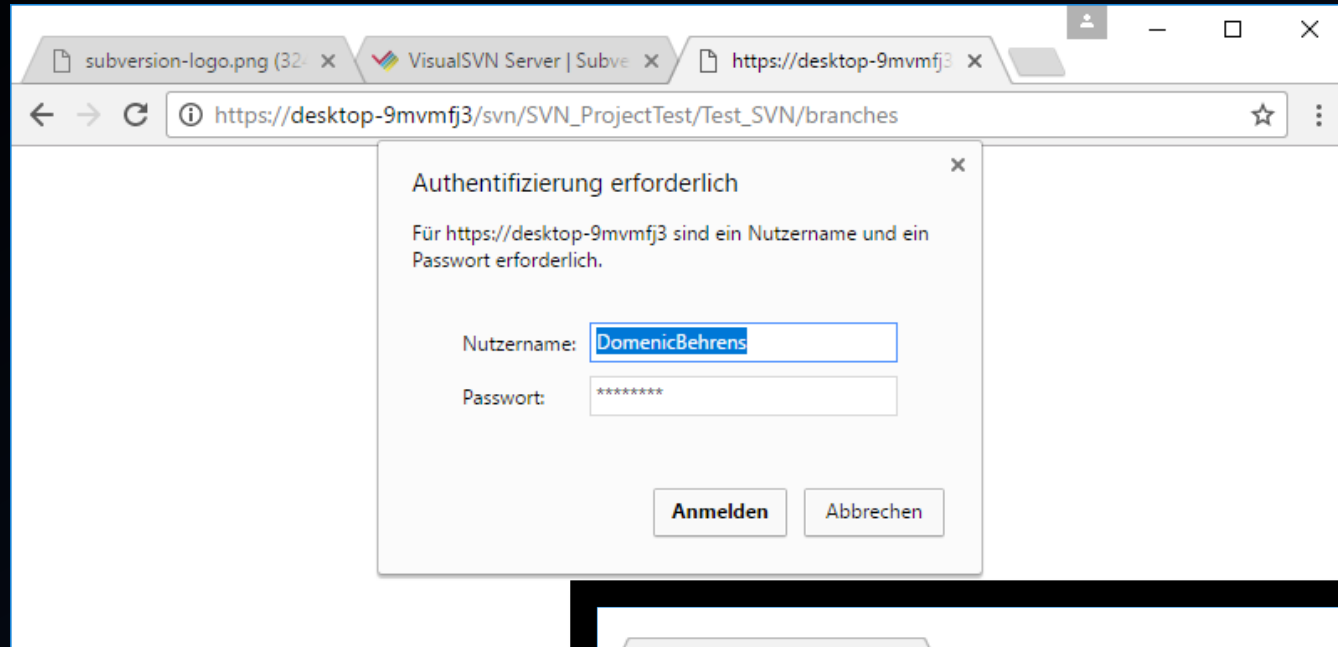 subversion-logo.png (324
VisualSVN Server | Subve
https://desktop-9mvmfj3
https://desktop-9mvmfj3/svn/SVN_ProjectTest/Test_SVN/branches
Authentifizierung erforderlich
Für https://desktop-9mvmfj3 sind ein Nutzername und ein
Passwort erforderlich.
Nutzername: DomenicBehrens
Passwort: ********
Anmelden Abbrechen